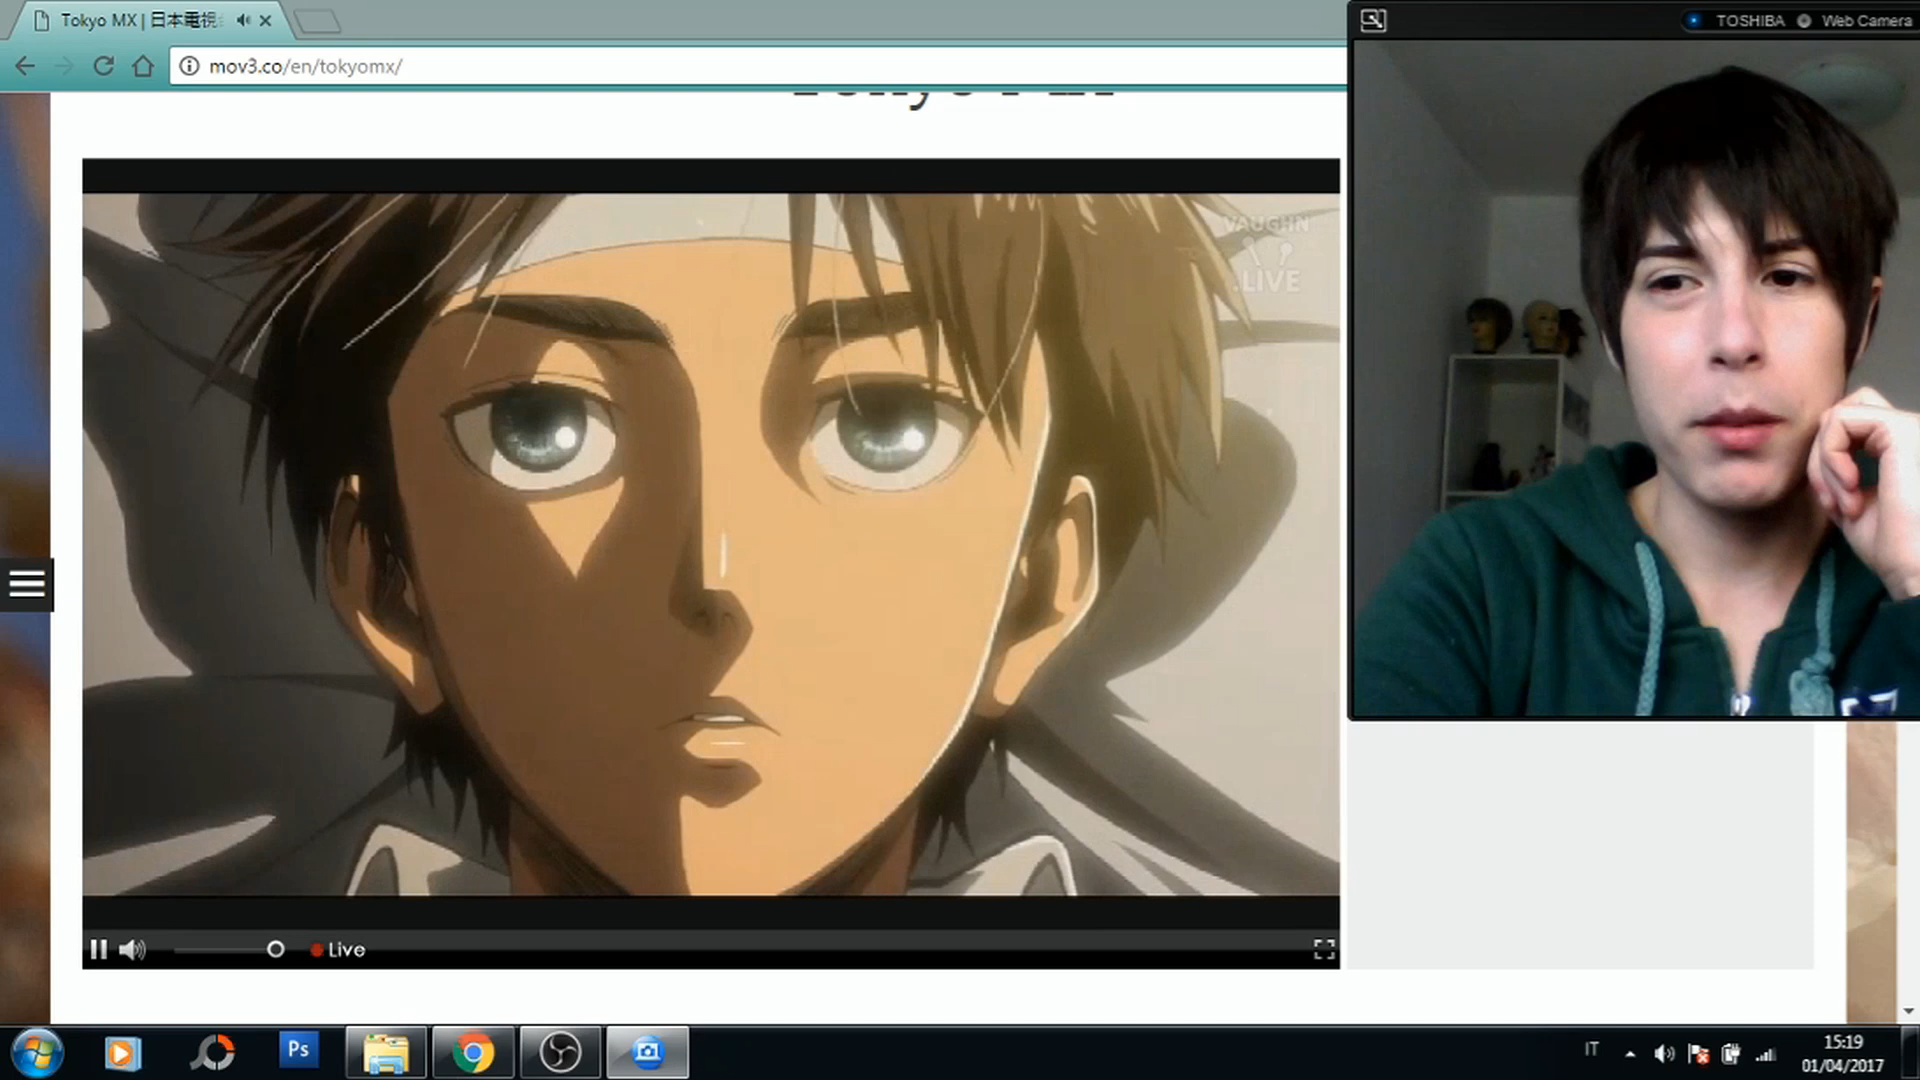 Tokyo MX | 日本電視
TOSHIBA Web Camera
mov3.co/en/tokyomx/
VAUGHN
.LIVE
Live
Ps
IT
15:19
01/04/2017